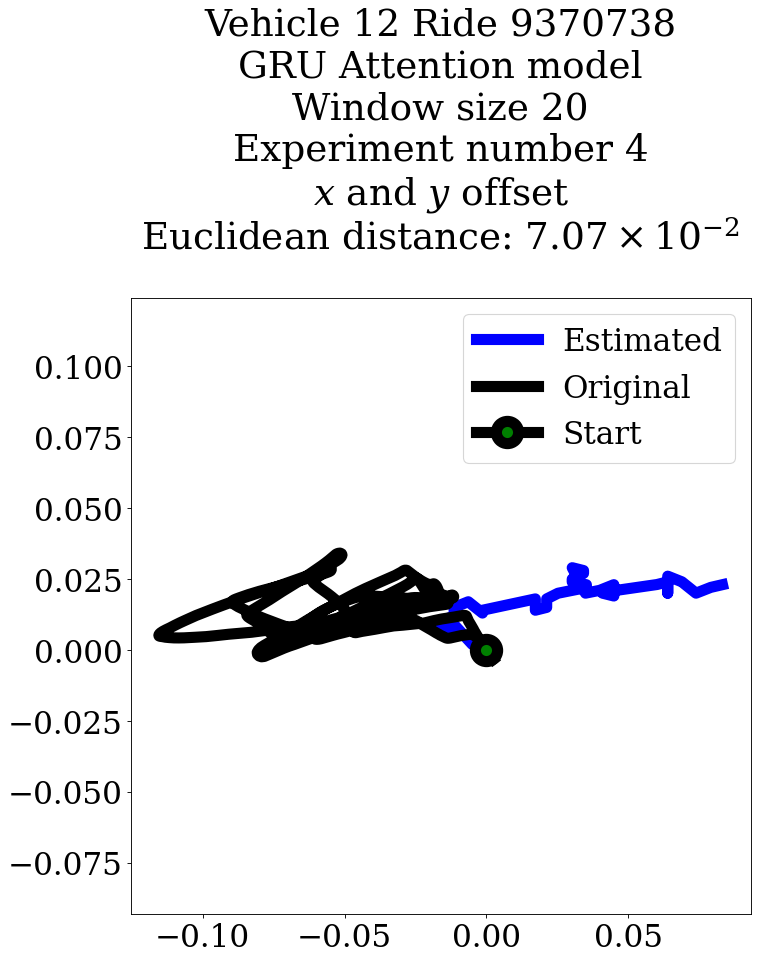 Vehicle 12 Ride 9370738
GRU Attention model
Window size 20
Experiment number 4
x and y offset
Euclidean distance: 7.07 × 10⁻²
Estimated
Original
Start
0.100
0.075
0.050
0.025
0.000
−0.025
−0.050
−0.075
−0.10 −0.05 0.00 0.05